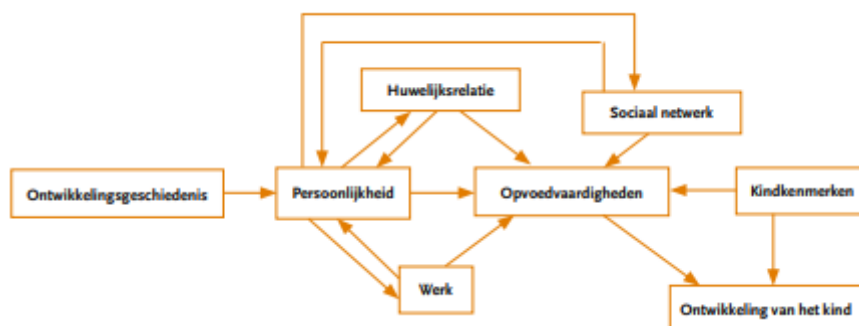 Huwelijksrelatie
Sociaal netwerk
Ontwikkelingsgeschiedenis
Persoonlijkheid
Opvoedvaardigheden
Kindkenmerken
Werk
Ontwikkeling van het kind